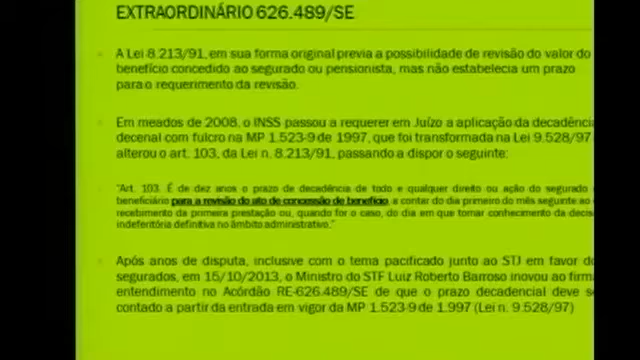 EXTRAORDINÁRIO 626.489/SE
A Lei 8.213/91, em sua forma original previa a possibilidade de revisão do valor do
benefício concedido ao segurado ou pensionista, mas não estabelecia um prazo
para o requerimento da revisão.
Em meados de 2008, o INSS passou a requerer em Juízo a aplicação da decadência
decenal com fulcro na MP 1.523-9 de 1997, que foi transformada na Lei 9.528/97
alterou o art. 103, da Lei n. 8.213/91, passando a dispor o seguinte:
"Art. 103. É de dez anos o prazo de decadência de todo e qualquer direito ou ação do segurado
beneficiário para a revisão do ato de concessão de benefício, a contar do dia primeiro do mês seguinte ao
recebimento da primeira prestação ou, quando for o caso, do dia em que tomar conhecimento da decis
indeferitória definitiva no âmbito administrativo."
Após anos de disputa, inclusive com o tema pacificado junto ao STJ em favor do
segurados, em 15/10/2013, o Ministro do STF Luiz Roberto Barroso inovou ao firma
entendimento no Acórdão RE-626.489/SE de que o prazo decadencial deve se
contado a partir da entrada em vigor da MP 1.523-9 de 1.997 (Lei n. 9.528/97)